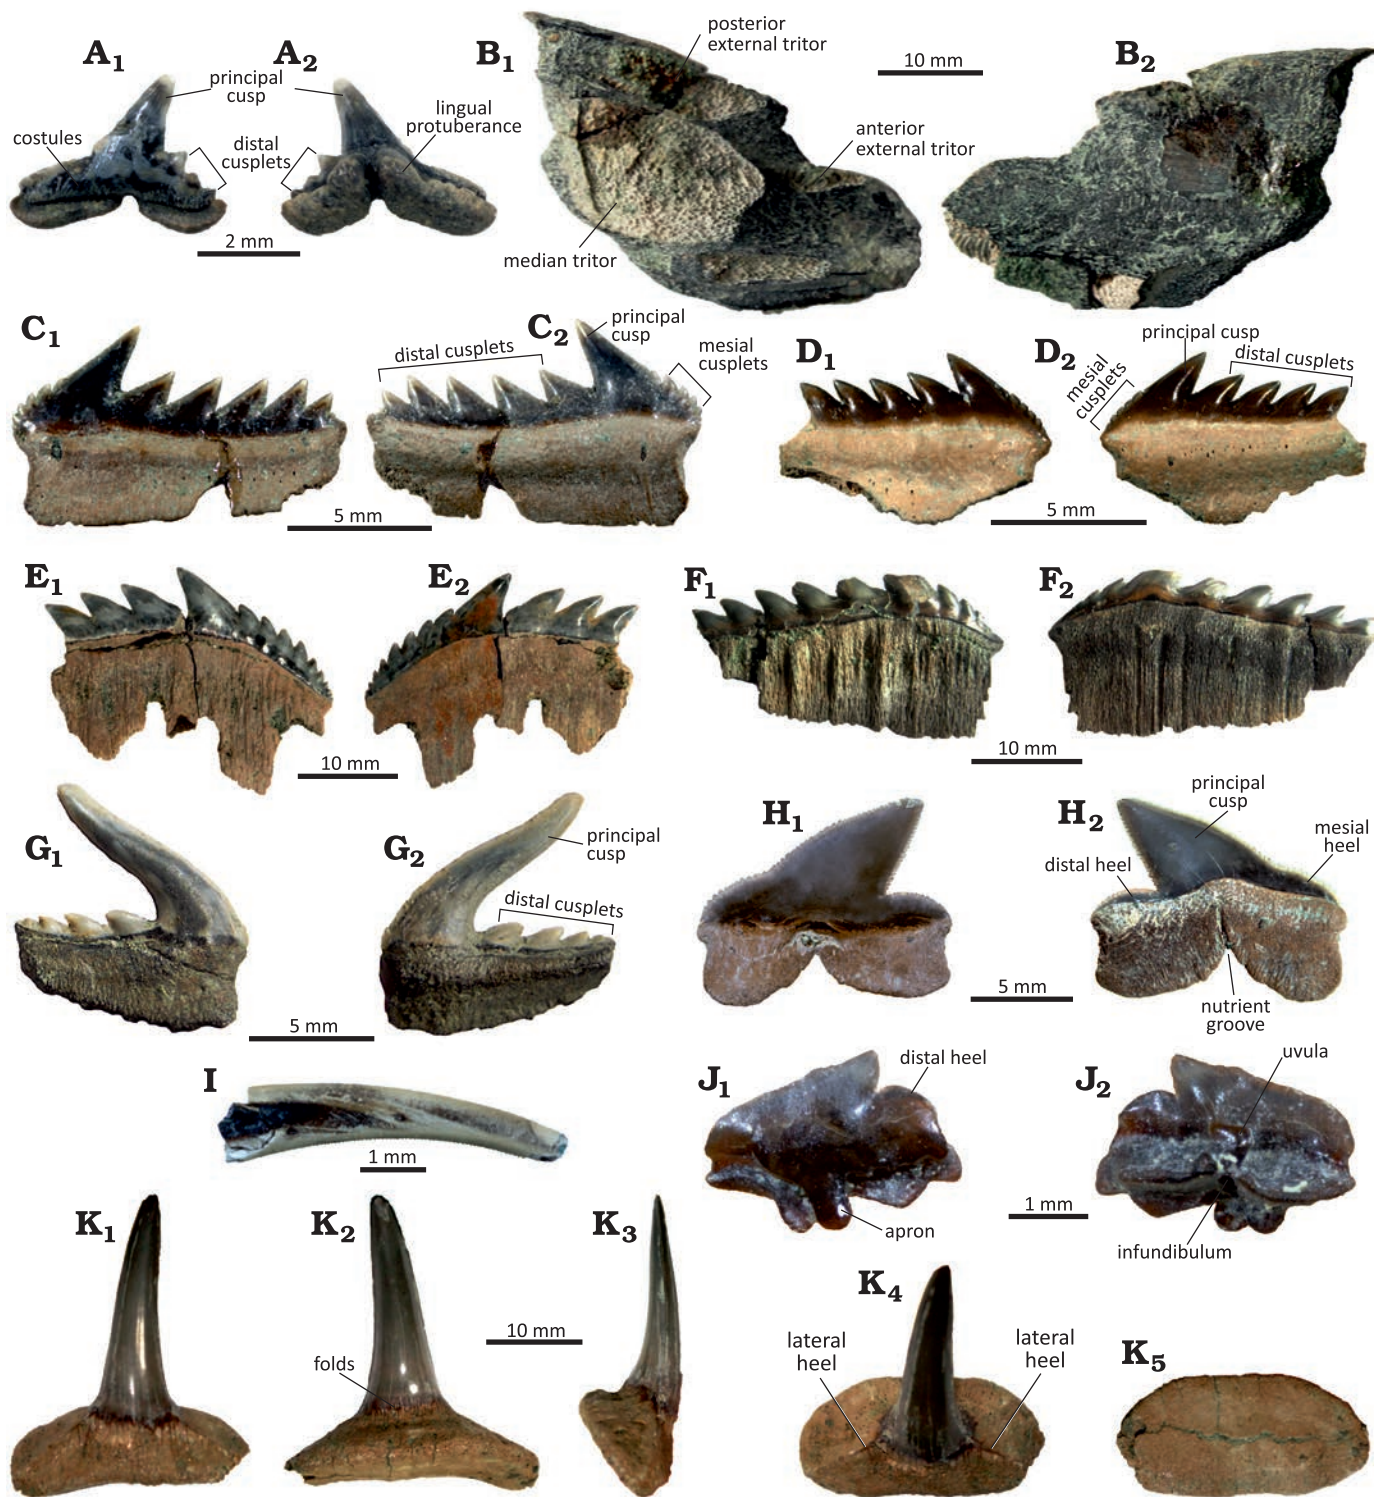 A1
A2
principal
cusp
costules
distal
cusplets
lingual
protuberance
2 mm
B1
posterior
external tritor
10 mm
B2
anterior
external tritor
median tritor
C1
C2
principal
cusp
distal cusplets
mesial
cusplets
5 mm
D1
D2
principal cusp
distal cusplets
mesial
cusplets
5 mm
E1
E2
10 mm
F1
F2
10 mm
G1
G2
principal
cusp
distal cusplets
5 mm
H1
H2
principal
cusp
mesial
heel
distal heel
5 mm
nutrient
groove
I
1 mm
J1
J2
distal heel
uvula
apron
1 mm
infundibulum
K1
K2
K3
folds
10 mm
K4
lateral
heel
lateral
heel
K5